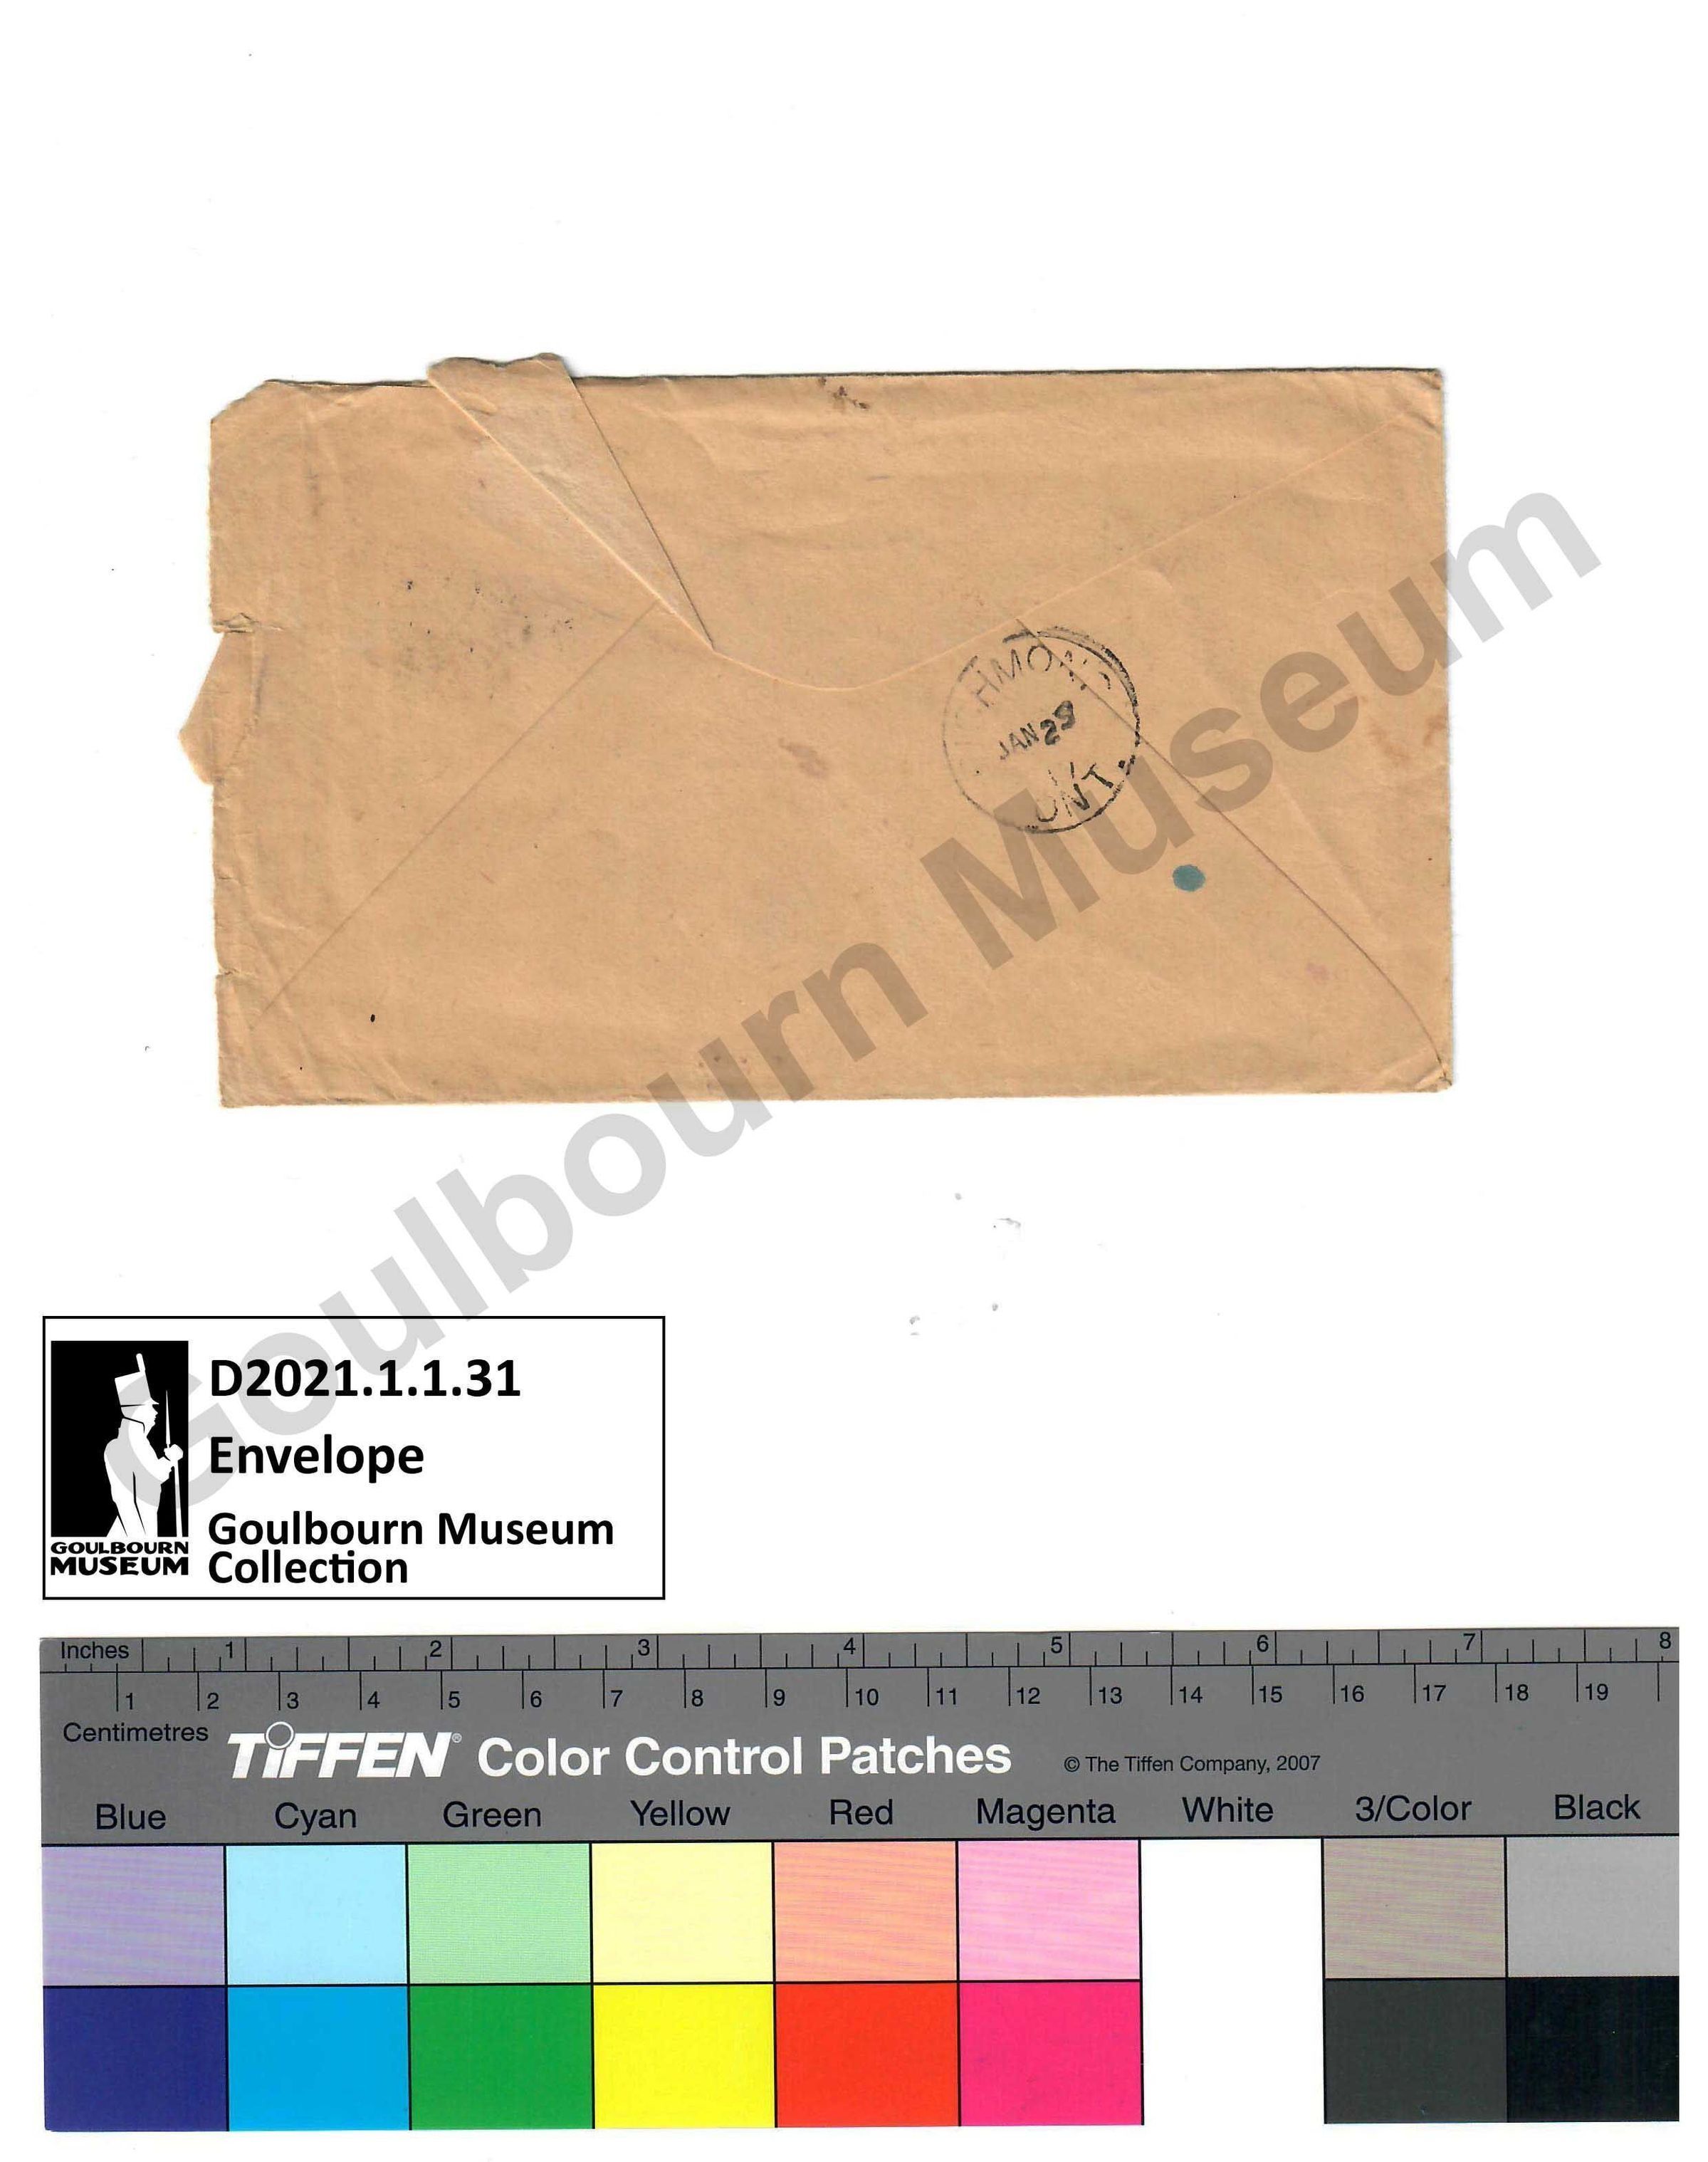 JAN 29
ONT.
Goulbourn Museum
D2021.1.1.31
Envelope
Goulbourn Museum
Collection
GOULBOURN
MUSEUM
Inches 1 2 3 4 5 6 7 8
1 2 3 4 5 6 7 8 9 10 11 12 13 14 15 16 17 18 19
Centimetres
TIFFEN® Color Control Patches © The Tiffen Company, 2007
Blue Cyan Green Yellow Red Magenta White 3/Color Black